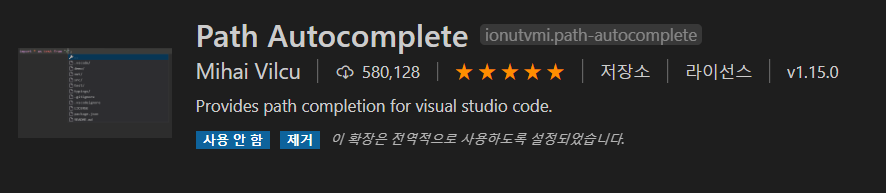 Path Autocomplete ionutvmi.path-autocomplete
Mihai Vilcu 580,128 저장소 라이선스 v1.15.0
Provides path completion for visual studio code.
사용 안 함 제거 이 확장은 전역적으로 사용하도록 설정되었습니다.